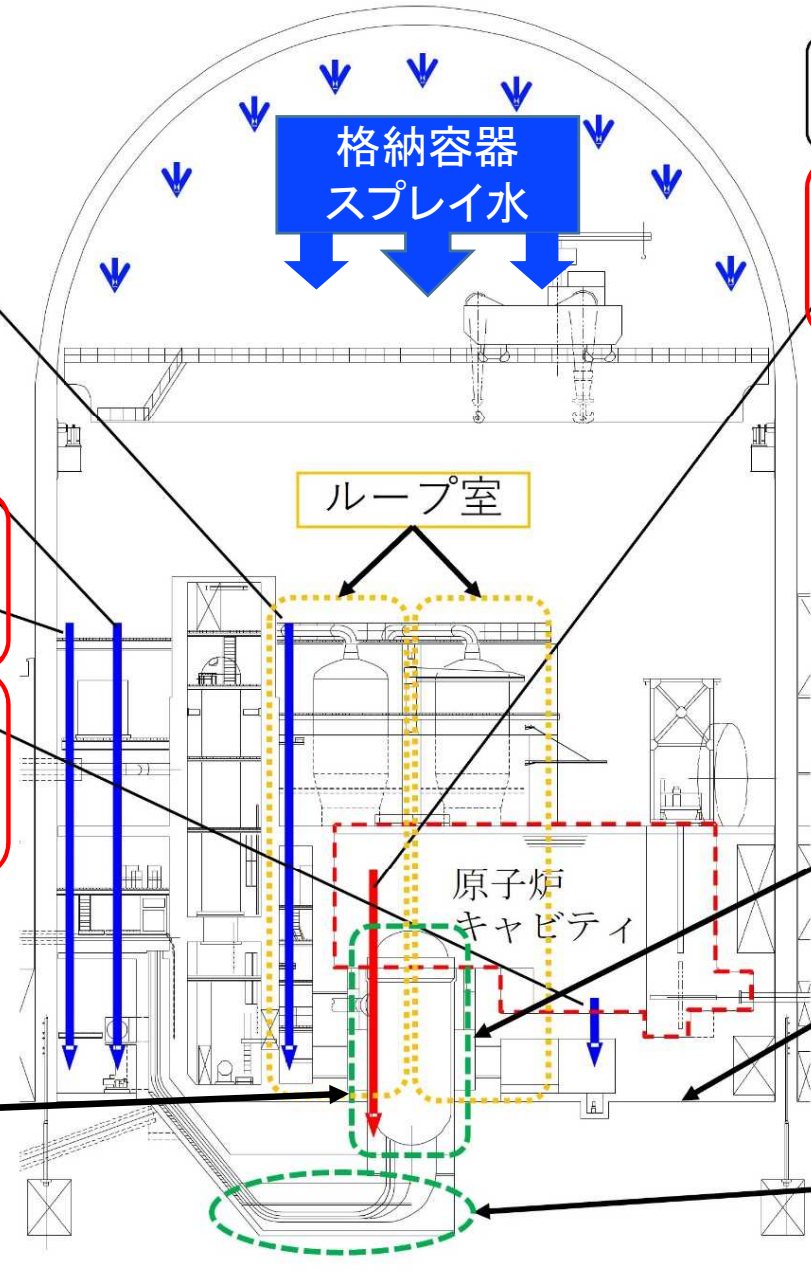 格納容器
スプレイ水
ループ室
原子炉
キャビティ